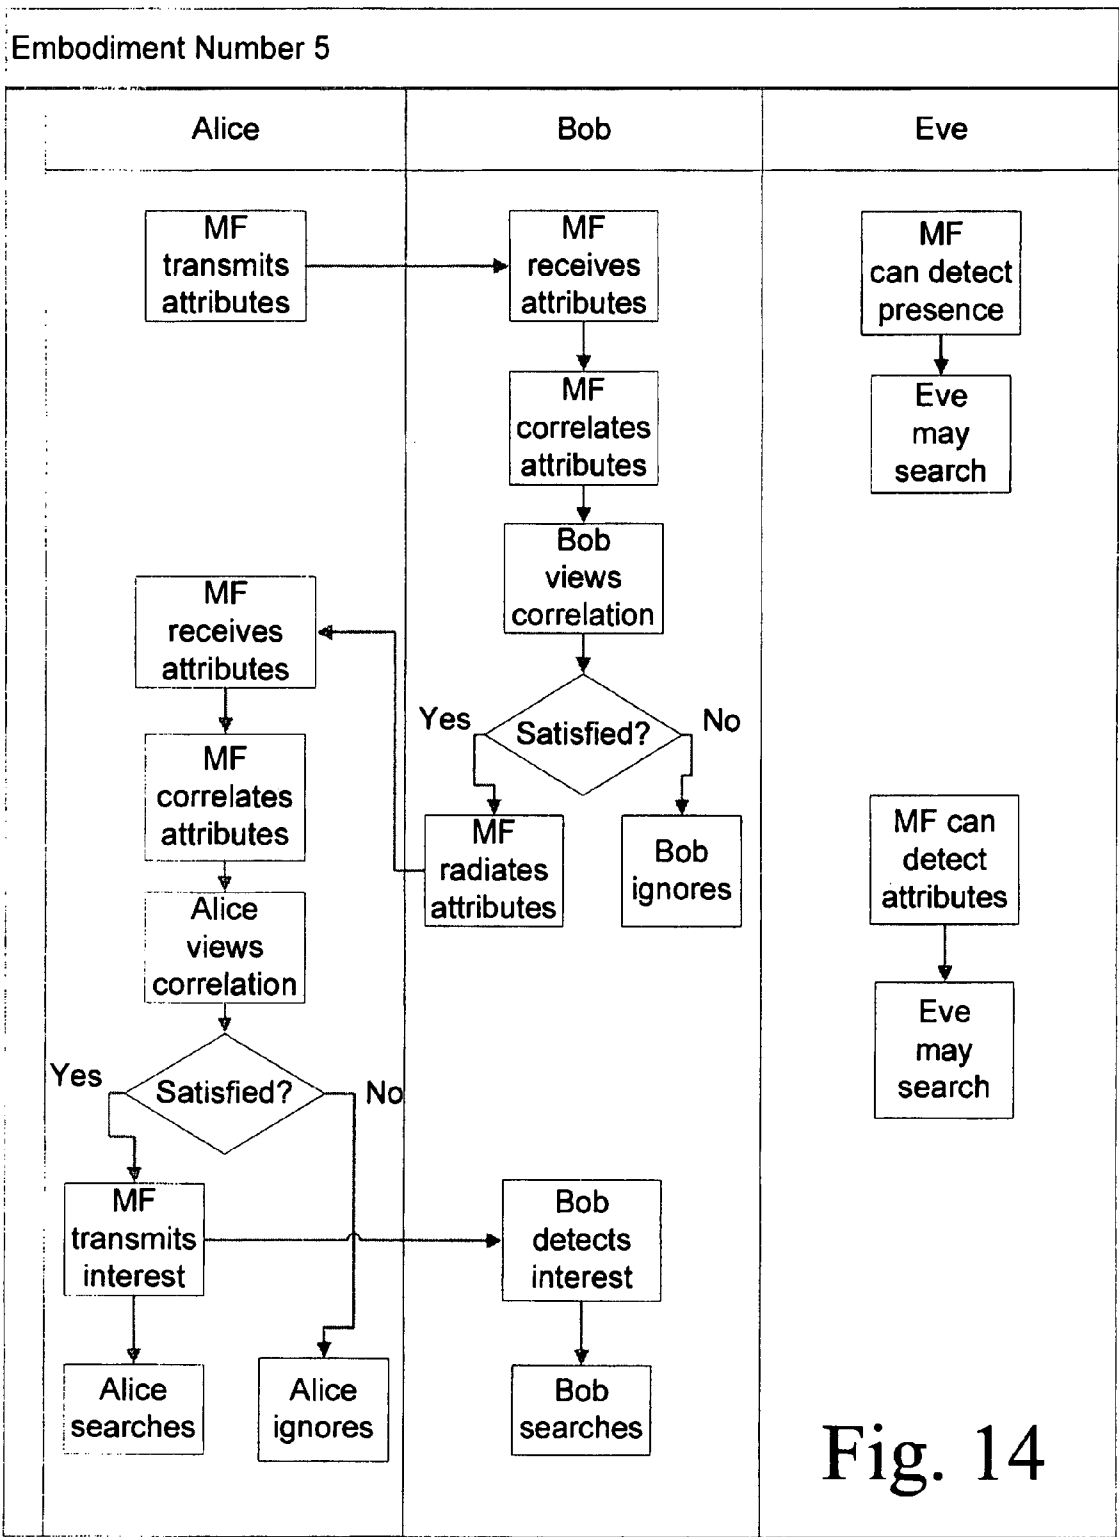 Embodiment Number 5
Alice
Bob
Eve
MF
transmits
attributes
MF
receives
attributes
MF
can detect
presence
MF
correlates
attributes
Eve
may
search
Bob
views
correlation
MF
receives
attributes
Yes
Satisfied?
No
MF
correlates
attributes
MF
radiates
attributes
Bob
ignores
MF can
detect
attributes
Alice
views
correlation
Eve
may
search
Yes
Satisfied?
No
MF
transmits
interest
Bob
detects
interest
Alice
searches
Alice
ignores
Bob
searches
Fig. 14